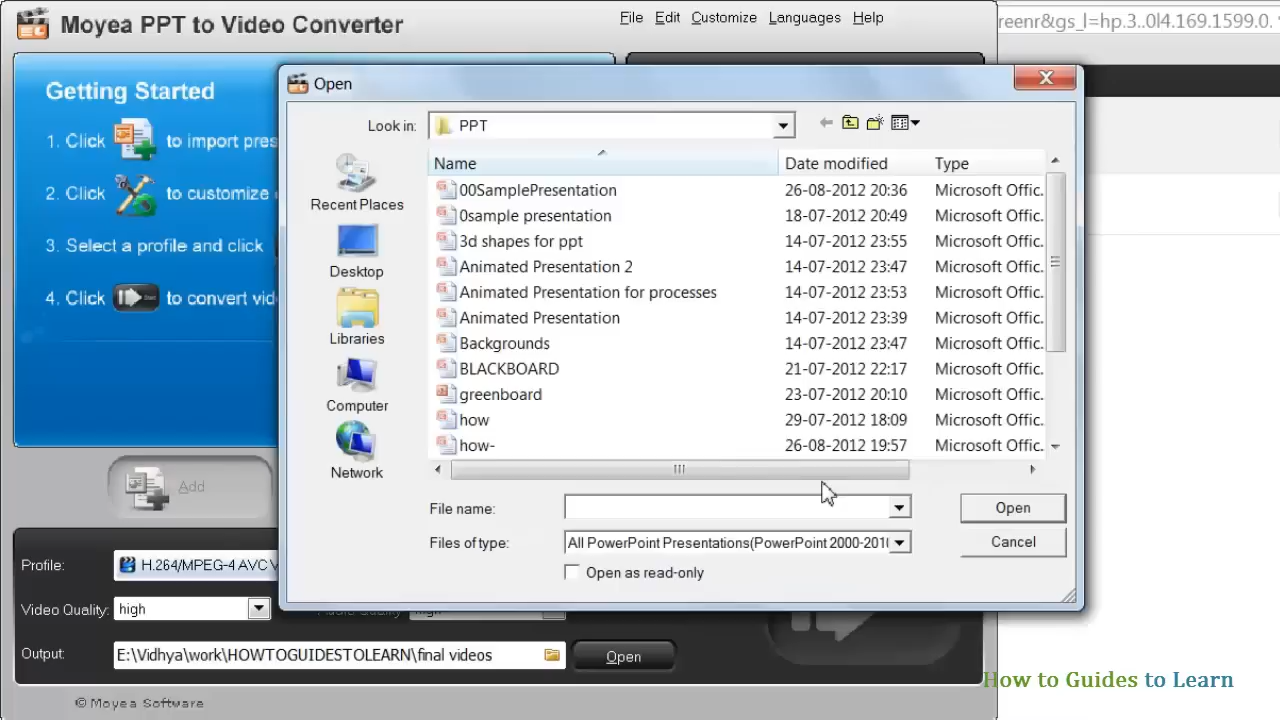 Moyea PPT to Video Converter
File Edit Customize Languages Help
reenr&gs_l=hp.3..0l4.169.1599.0.
Getting Started
1. Click to import pres
2. Click to customize
3. Select a profile and click
4. Click to convert vid
Add
Profile: H.264/MPEG-4 AVC V
Video Quality: high
Output: E:\Vidhya\work\HOWTOGUIDESTOLEARN\final videos Open
© Moyea Software
Open
Look in: PPT
Recent Places
Desktop
Libraries
Computer
Network
Name Date modified Type
00SamplePresentation 26-08-2012 20:36 Microsoft Offic.
0sample presentation 18-07-2012 20:49 Microsoft Offic.
3d shapes for ppt 14-07-2012 23:55 Microsoft Offic.
Animated Presentation 2 14-07-2012 23:47 Microsoft Offic.
Animated Presentation for processes 14-07-2012 23:53 Microsoft Offic.
Animated Presentation 14-07-2012 23:39 Microsoft Offic.
Backgrounds 14-07-2012 23:47 Microsoft Offic.
BLACKBOARD 21-07-2012 22:17 Microsoft Offic.
greenboard 23-07-2012 20:10 Microsoft Offic.
how 29-07-2012 18:09 Microsoft Offic.
how- 26-08-2012 19:57 Microsoft Offic.
File name: Open
Files of type: All PowerPoint Presentations(PowerPoint 2000-201 Cancel
Open as read-only
How to Guides to Learn